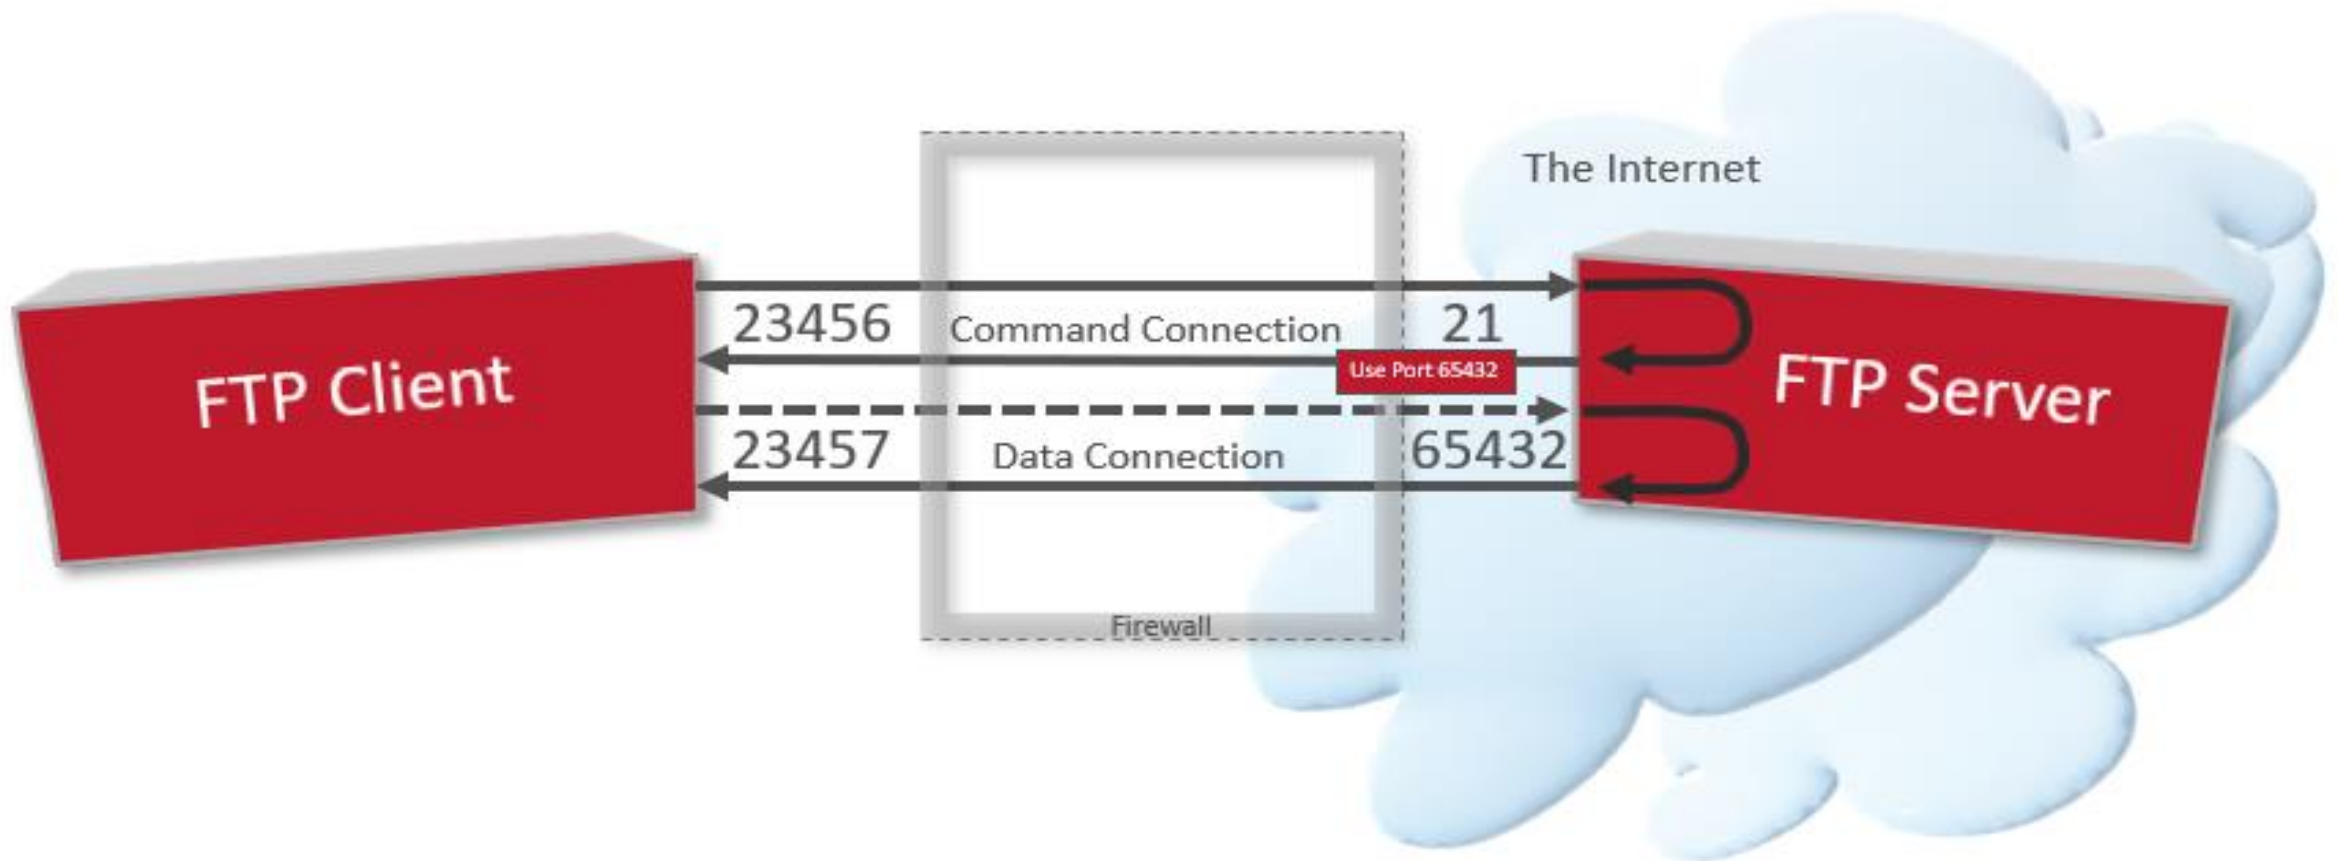 The Internet
23456
Command Connection
21
Use Port 65432
FTP Client
FTP Server
23457
Data Connection
65432
Firewall